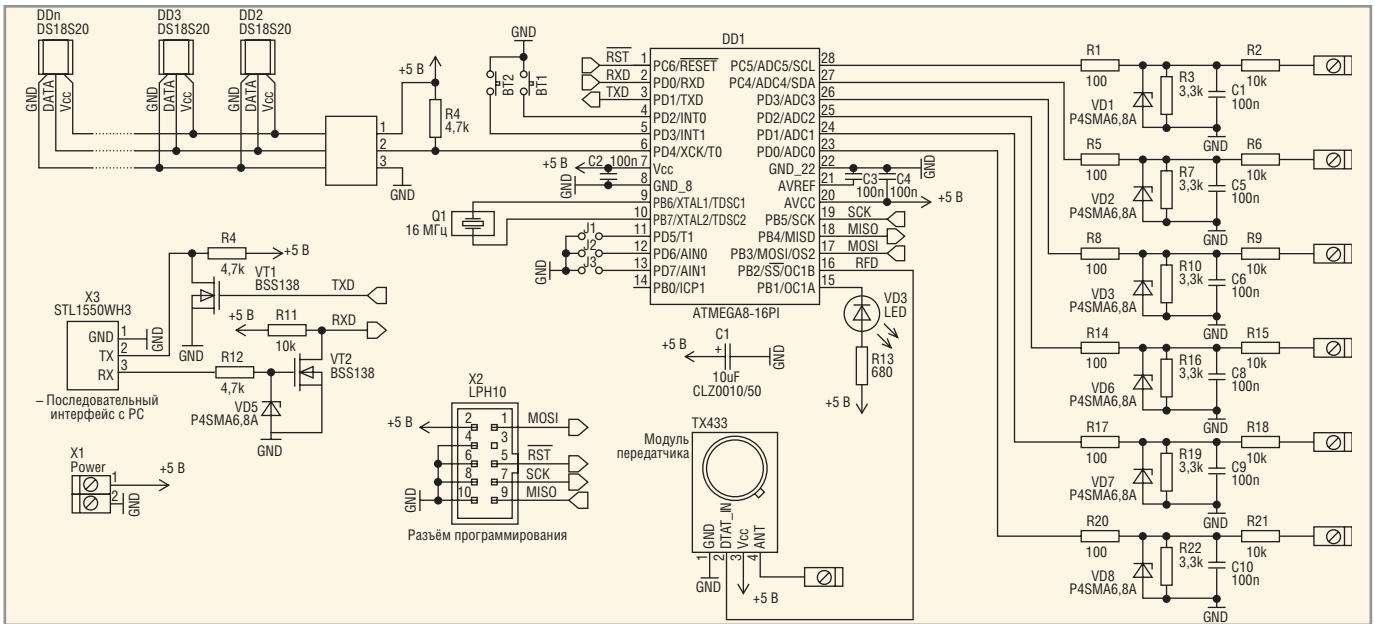 DDn
DS18S20
DD3
DS18S20
DD2
DS18S20
GND
DATA
Vcc
GND
DATA
Vcc
GND
DATA
Vcc
1
2
3
+5 В
R4
4,7k
GND
GND
BT2
BT1
RST
RXD
TXD
+5 В
C2
100n
GND
Q1
16 МГц
J1
J2
J3
GND
DD1
1
2
3
4
5
6
7
8
9
10
11
12
13
14
PC6/RESET
PD0/RXD
PD1/TXD
PD2/INT0
PD3/INT1
PD4/XCK/T0
Vcc
GND_8
PB6/XTAL1/TDSC1
PB7/XTAL2/TDSC2
PD5/T1
PD6/AIN0
PD7/AIN1
PB0/ICP1
PC5/ADC5/SCL
PC4/ADC4/SDA
PD3/ADC3
PD2/ADC2
PD1/ADC1
PD0/ADC0
GND_22
AVREF
AVCC
PB5/SCK
PB4/MISD
PB3/MOSI/OS2
PB2/SS/OC1B
PB1/OC1A
28
27
26
25
24
23
22
21
20
19
18
17
16
15
ATMEGA8-16PI
GND
C3
100n
C4
100n
+5 В
SCK
MISO
MOSI
RFD
VD3
LED
R13
680
+5 В
C1
+5 В
+
GND
10uF
CLZ0010/50
R4
4,7k
+5 В
VT1
BSS138
TXD
GND
X3
STL1550WH3
GND
TX
RX
1
2
3
GND
+5 В
R11
10k
RXD
R12
4,7k
VT2
BSS138
VD5
P4SMA6,8A
GND
– Последовательный
интерфейс с PC
X1
Power
1
2
+5 В
GND
X2
LPH10
+5 В
GND
2
4
6
8
10
1
3
5
7
9
MOSI
RST
SCK
MISO
Разъём программирования
TX433
Модуль
передатчика
GND
DTAT_IN
Vcc
ANT
1
2
3
4
GND
+5 В
R1
100
R2
10k
R3
3,3k
C1
100n
VD1
P4SMA6,8A
GND
R5
100
R6
10k
R7
3,3k
C5
100n
VD2
P4SMA6,8A
GND
R8
100
R9
10k
R10
3,3k
C6
100n
VD3
P4SMA6,8A
GND
R14
100
R15
10k
R16
3,3k
C8
100n
VD6
P4SMA6,8A
GND
R17
100
R18
10k
R19
3,3k
C9
100n
VD7
P4SMA6,8A
GND
R20
100
R21
10k
R22
3,3k
C10
100n
VD8
P4SMA6,8A
GND